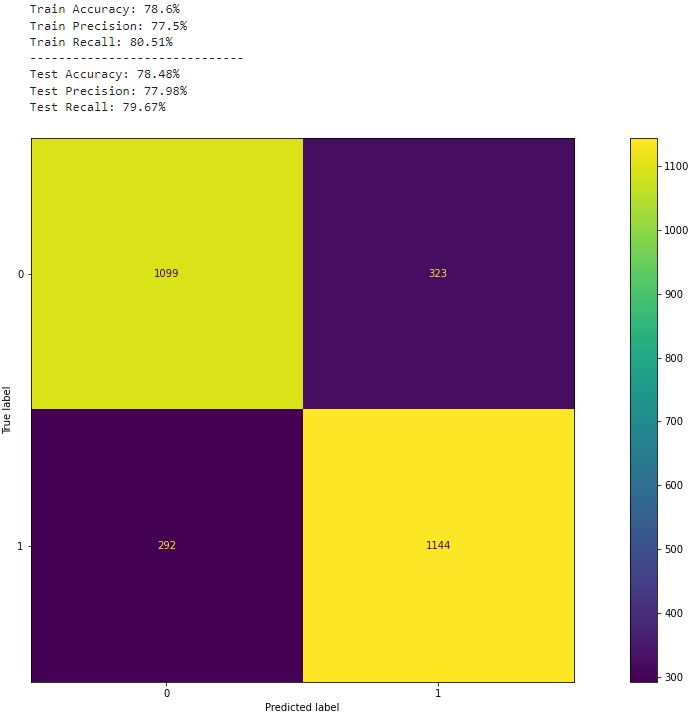 Train Accuracy: 78.6%
Train Precision: 77.5%
Train Recall: 80.51%
-----------------------------
Test Accuracy: 78.48%
Test Precision: 77.98%
Test Recall: 79.67%
1100
1000
900
800
700
600
500
400
300
True label
0
1099
323
1
292
1144
0
1
Predicted label